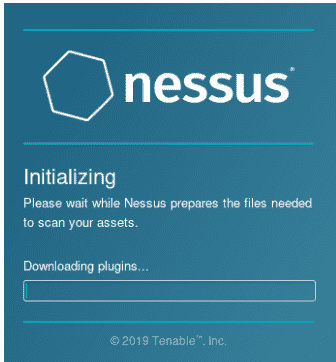 nessus®
Initializing
Please wait while Nessus prepares the files needed
to scan your assets.
Downloading plugins...
© 2019 Tenable™, Inc.